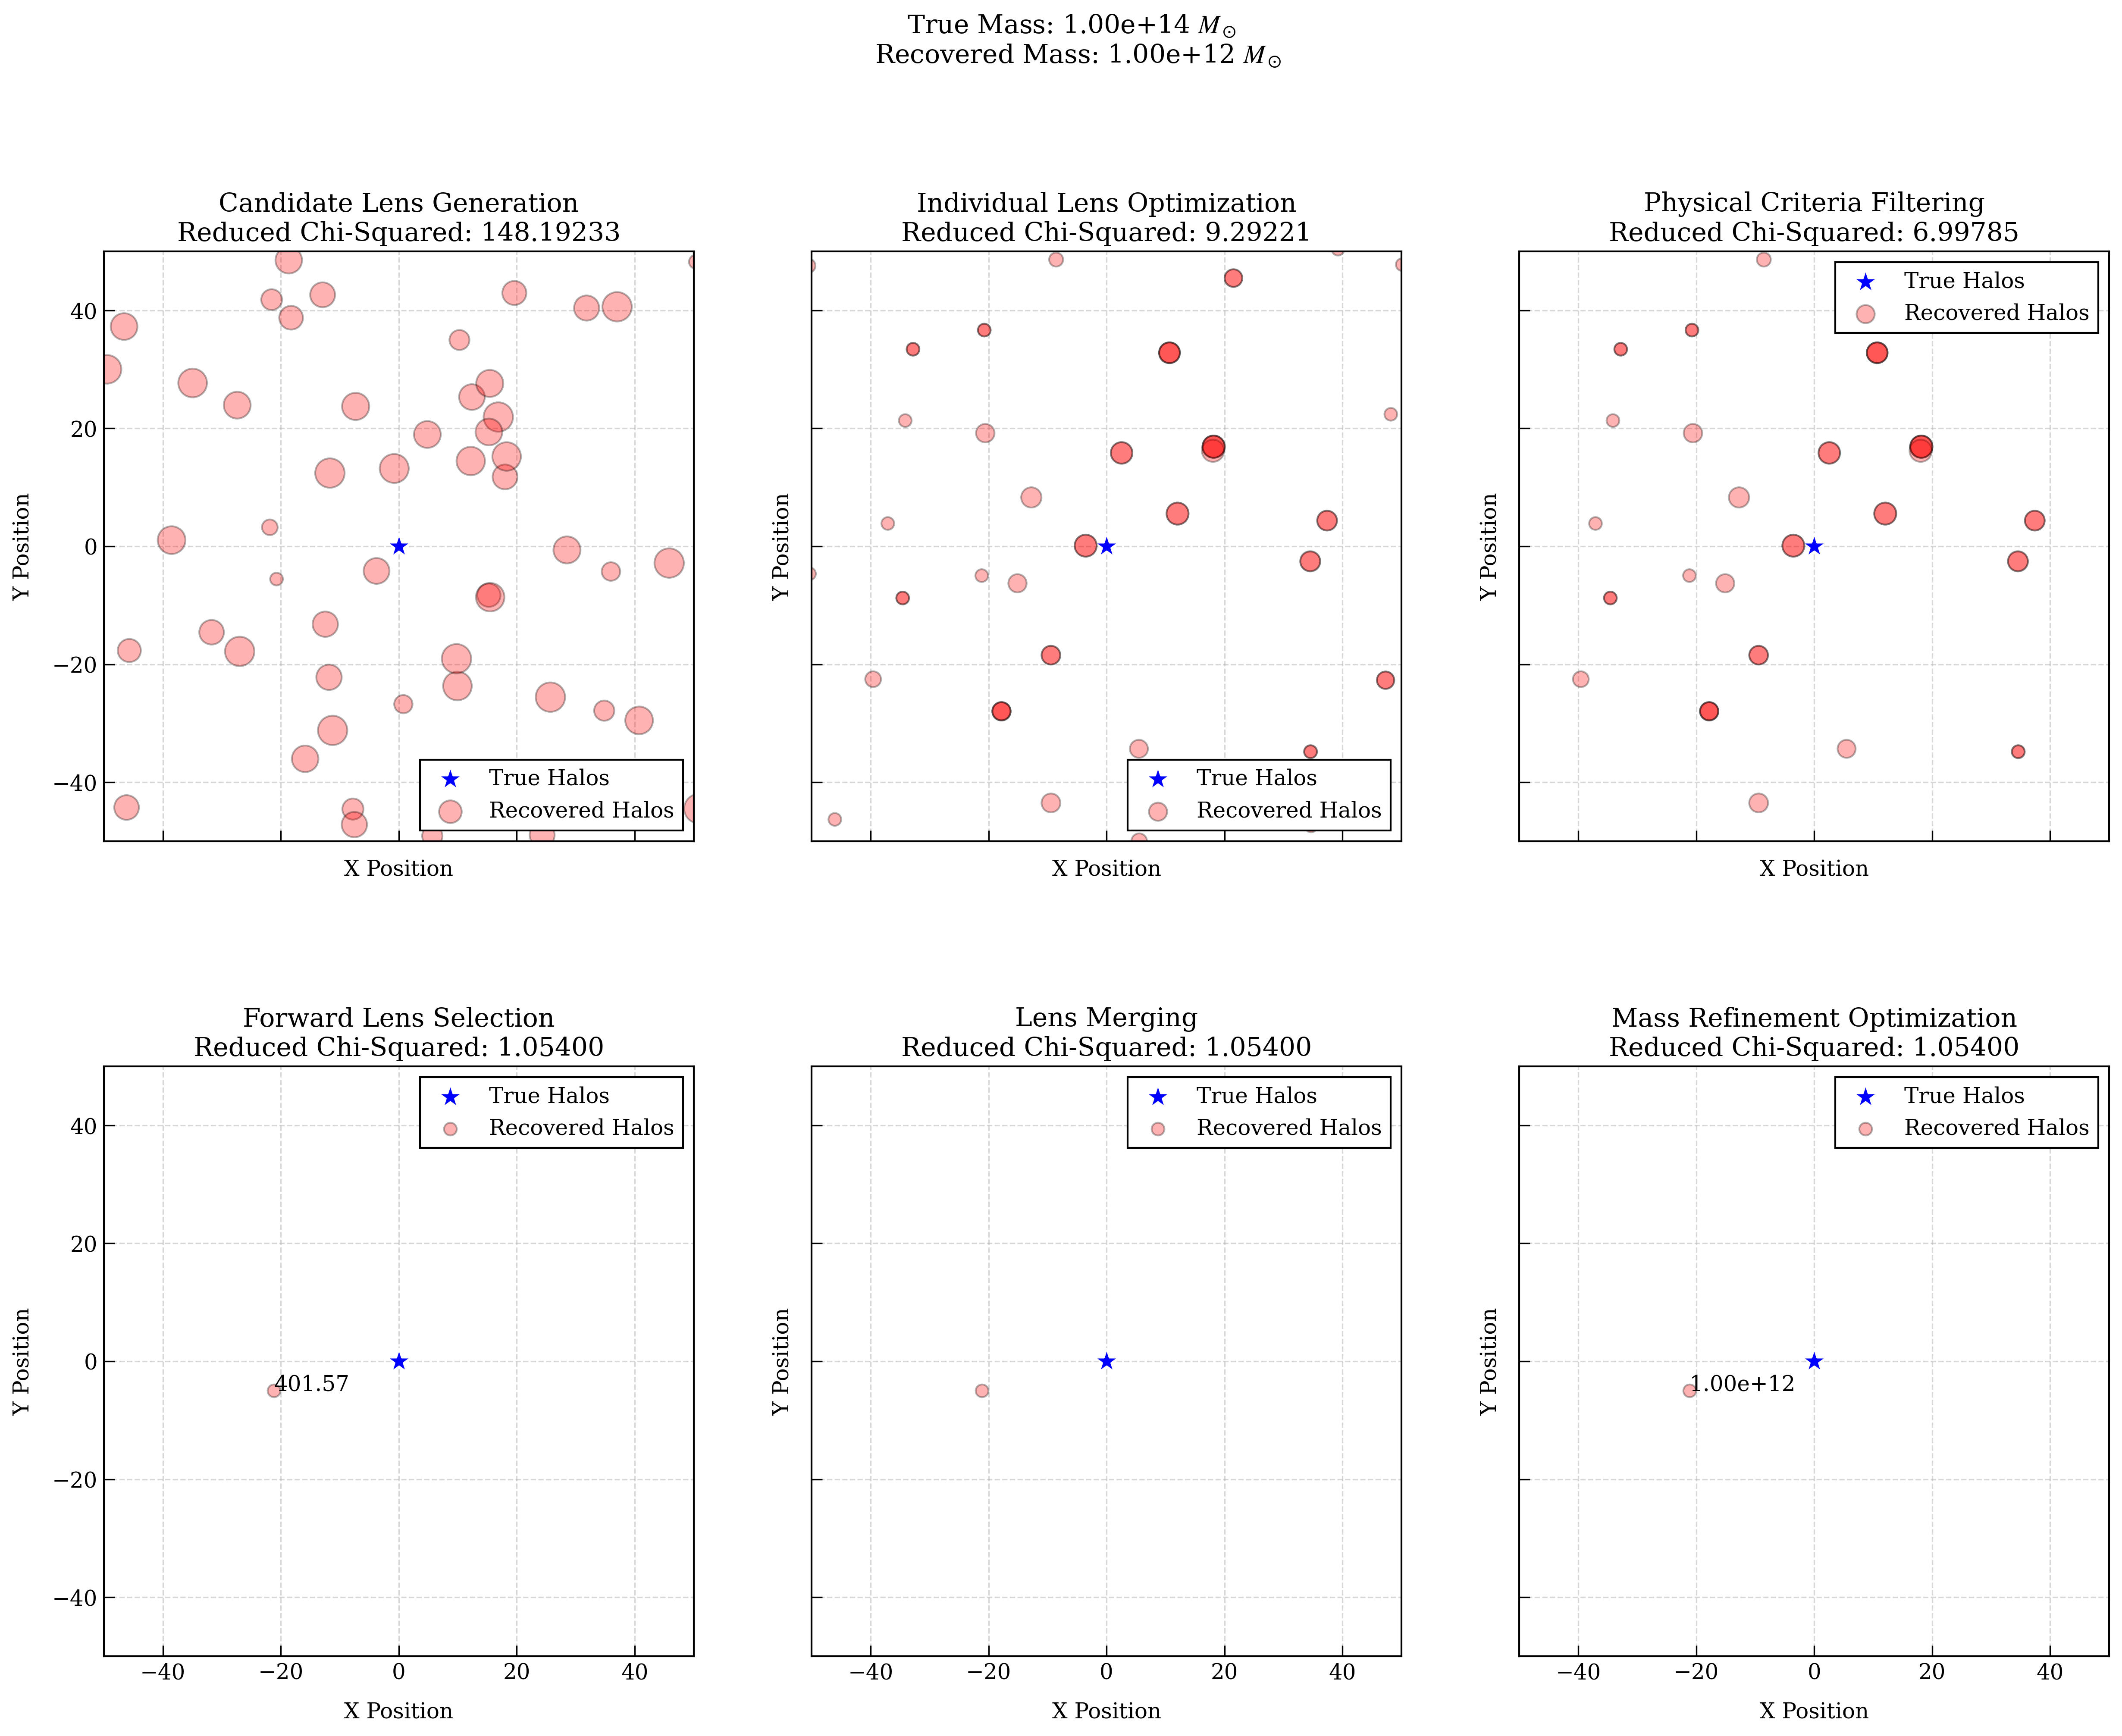 True Mass: 1.00e+14 M⊙
Recovered Mass: 1.00e+12 M⊙
Candidate Lens Generation
Reduced Chi-Squared: 148.19233
Y Position
40
20
0
−20
−40
True Halos
Recovered Halos
X Position
Individual Lens Optimization
Reduced Chi-Squared: 9.29221
Y Position
True Halos
Recovered Halos
X Position
Physical Criteria Filtering
Reduced Chi-Squared: 6.99785
True Halos
Recovered Halos
Y Position
X Position
Forward Lens Selection
Reduced Chi-Squared: 1.05400
True Halos
Recovered Halos
Y Position
40
20
0
−20
−40
401.57
−40 −20 0 20 40
X Position
Lens Merging
Reduced Chi-Squared: 1.05400
True Halos
Recovered Halos
Y Position
−40 −20 0 20 40
X Position
Mass Refinement Optimization
Reduced Chi-Squared: 1.05400
True Halos
Recovered Halos
Y Position
1.00e+12
−40 −20 0 20 40
X Position